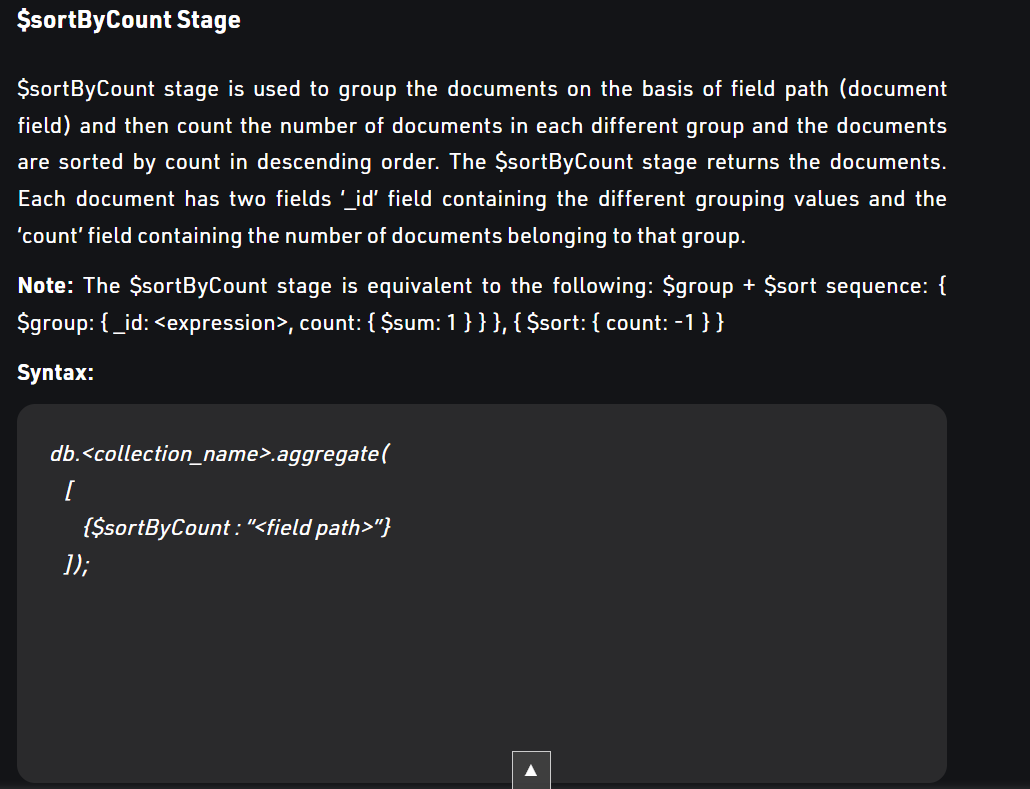 $sortByCount Stage
$sortByCount stage is used to group the documents on the basis of field path (document
field) and then count the number of documents in each different group and the documents
are sorted by count in descending order. The $sortByCount stage returns the documents.
Each document has two fields ‘_id’ field containing the different grouping values and the
‘count’ field containing the number of documents belonging to that group.
Note: The $sortByCount stage is equivalent to the following: $group + $sort sequence: {
$group: { _id: <expression>, count: { $sum: 1 } } }, { $sort: { count: -1 } }
Syntax:
db.<collection_name>.aggregate(
[
{$sortByCount : “<field path>”}
]);